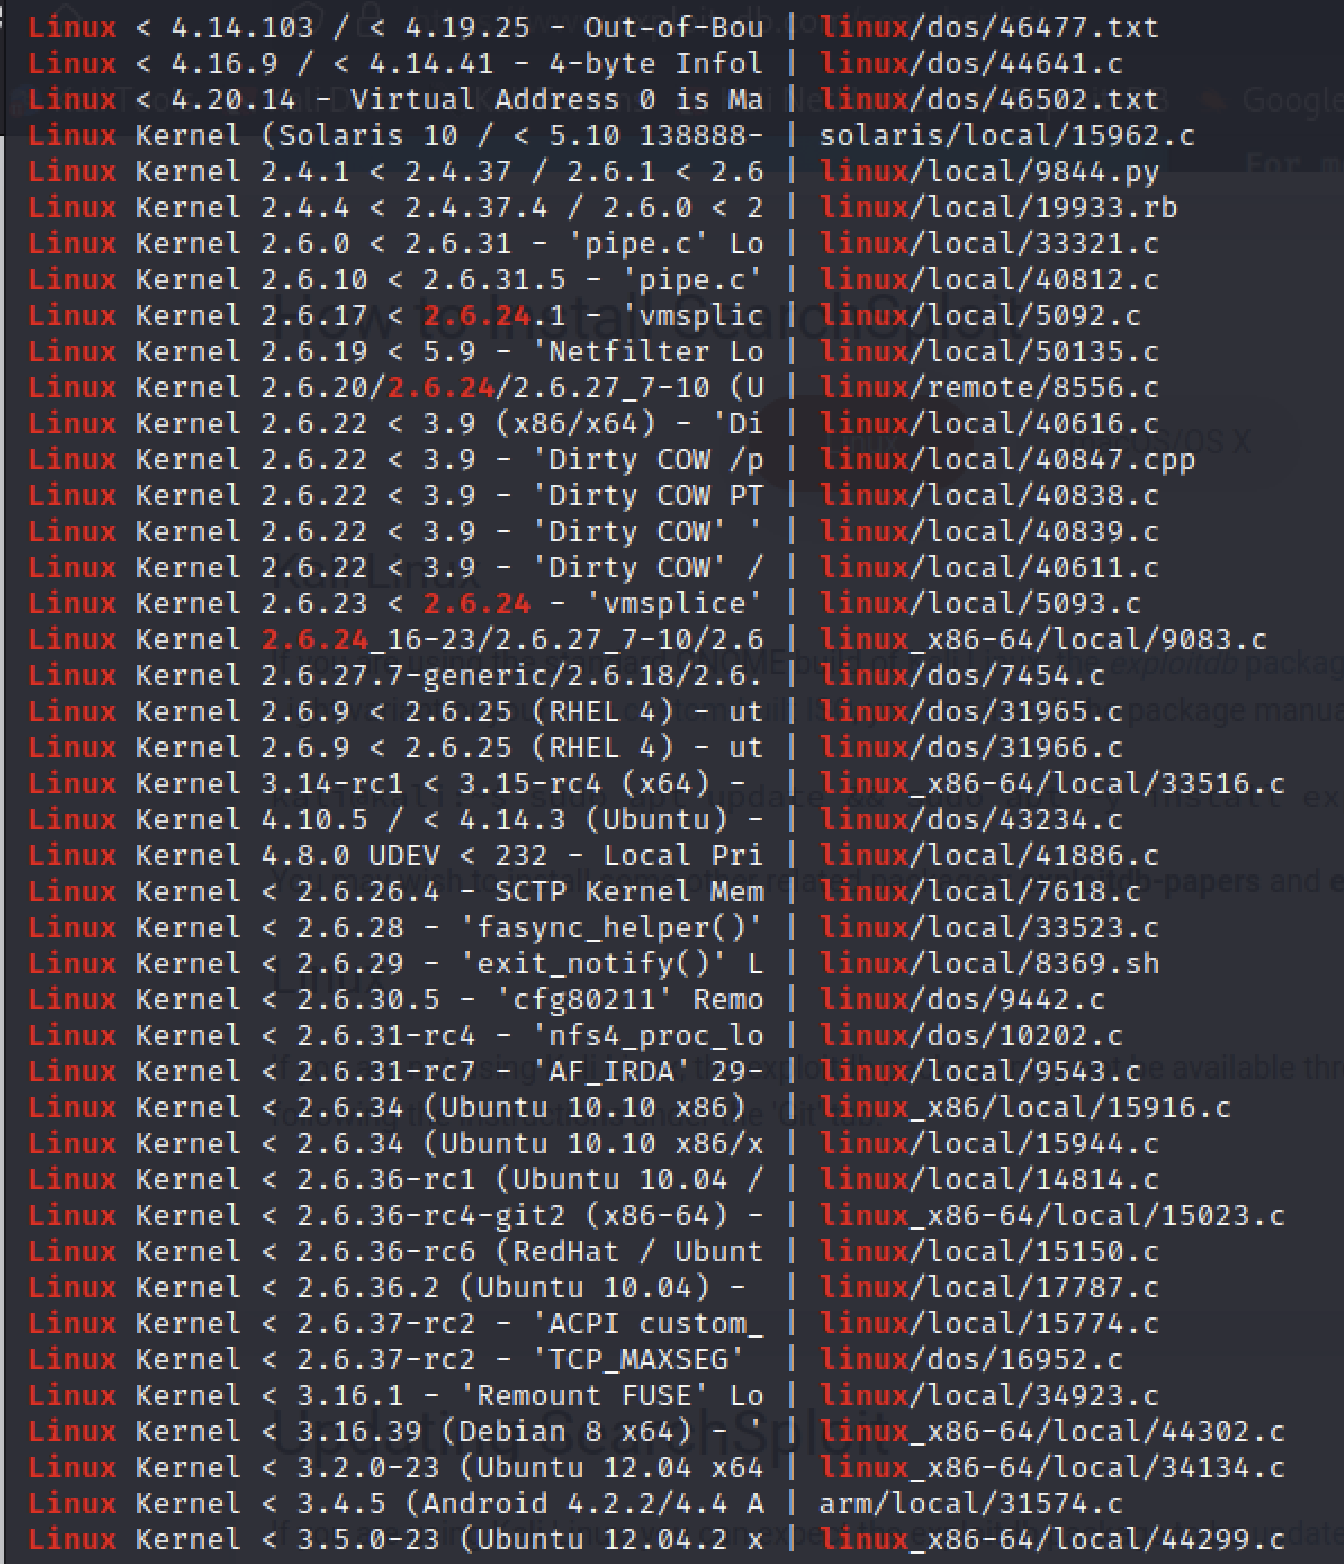 Linux < 4.14.103 / < 4.19.25 - Out-of-Bou | linux/dos/46477.txt
Linux < 4.16.9 / < 4.14.41 - 4-byte Infol | linux/dos/44641.c
Linux < 4.20.14 - Virtual Address 0 is Ma | linux/dos/46502.txt
Linux Kernel (Solaris 10 / < 5.10 138888- | solaris/local/15962.c
Linux Kernel 2.4.1 < 2.4.37 / 2.6.1 < 2.6 | linux/local/9844.py
Linux Kernel 2.4.4 < 2.4.37.4 / 2.6.0 < 2 | linux/local/19933.rb
Linux Kernel 2.6.0 < 2.6.31 - 'pipe.c' Lo | linux/local/33321.c
Linux Kernel 2.6.10 < 2.6.31.5 - 'pipe.c' | linux/local/40812.c
Linux Kernel 2.6.17 < 2.6.24.1 - 'vmsplic | linux/local/5092.c
Linux Kernel 2.6.19 < 5.9 - 'Netfilter Lo | linux/local/50135.c
Linux Kernel 2.6.20/2.6.24/2.6.27_7-10 (U | linux/remote/8556.c
Linux Kernel 2.6.22 < 3.9 (x86/x64) - 'Di | linux/local/40616.c
Linux Kernel 2.6.22 < 3.9 - 'Dirty COW /p | linux/local/40847.cpp
Linux Kernel 2.6.22 < 3.9 - 'Dirty COW PT | linux/local/40838.c
Linux Kernel 2.6.22 < 3.9 - 'Dirty COW' ' | linux/local/40839.c
Linux Kernel 2.6.22 < 3.9 - 'Dirty COW' / | linux/local/40611.c
Linux Kernel 2.6.23 < 2.6.24 - 'vmsplice' | linux/local/5093.c
Linux Kernel 2.6.24_16-23/2.6.27_7-10/2.6 | linux_x86-64/local/9083.c
Linux Kernel 2.6.27.7-generic/2.6.18/2.6. | linux/dos/7454.c
Linux Kernel 2.6.9 < 2.6.25 (RHEL 4) - ut | linux/dos/31965.c
Linux Kernel 2.6.9 < 2.6.25 (RHEL 4) - ut | linux/dos/31966.c
Linux Kernel 3.14-rc1 < 3.15-rc4 (x64) - | linux_x86-64/local/33516.c
Linux Kernel 4.10.5 / < 4.14.3 (Ubuntu) - | linux/dos/43234.c
Linux Kernel 4.8.0 UDEV < 232 - Local Pri | linux/local/41886.c
Linux Kernel < 2.6.26.4 - SCTP Kernel Mem | linux/local/7618.c
Linux Kernel < 2.6.28 - 'fasync_helper()' | linux/local/33523.c
Linux Kernel < 2.6.29 - 'exit_notify()' L | linux/local/8369.sh
Linux Kernel < 2.6.30.5 - 'cfg80211' Remo | linux/dos/9442.c
Linux Kernel < 2.6.31-rc4 - 'nfs4_proc_lo | linux/dos/10202.c
Linux Kernel < 2.6.31-rc7 - 'AF_IRDA' 29- | linux/local/9543.c
Linux Kernel < 2.6.34 (Ubuntu 10.10 x86) | linux_x86/local/15916.c
Linux Kernel < 2.6.34 (Ubuntu 10.10 x86/x | linux/local/15944.c
Linux Kernel < 2.6.36-rc1 (Ubuntu 10.04 / | linux/local/14814.c
Linux Kernel < 2.6.36-rc4-git2 (x86-64) - | linux_x86-64/local/15023.c
Linux Kernel < 2.6.36-rc6 (RedHat / Ubunt | linux/local/15150.c
Linux Kernel < 2.6.36.2 (Ubuntu 10.04) - | linux/local/17787.c
Linux Kernel < 2.6.37-rc2 - 'ACPI custom_ | linux/local/15774.c
Linux Kernel < 2.6.37-rc2 - 'TCP_MAXSEG' | linux/dos/16952.c
Linux Kernel < 3.16.1 - 'Remount FUSE' Lo | linux/local/34923.c
Linux Kernel < 3.16.39 (Debian 8 x64) - ' | linux_x86-64/local/44302.c
Linux Kernel < 3.2.0-23 (Ubuntu 12.04 x64 | linux_x86-64/local/34134.c
Linux Kernel < 3.4.5 (Android 4.2.2/4.4 A | arm/local/31574.c
Linux Kernel < 3.5.0-23 (Ubuntu 12.04.2 x | linux_x86-64/local/44299.c